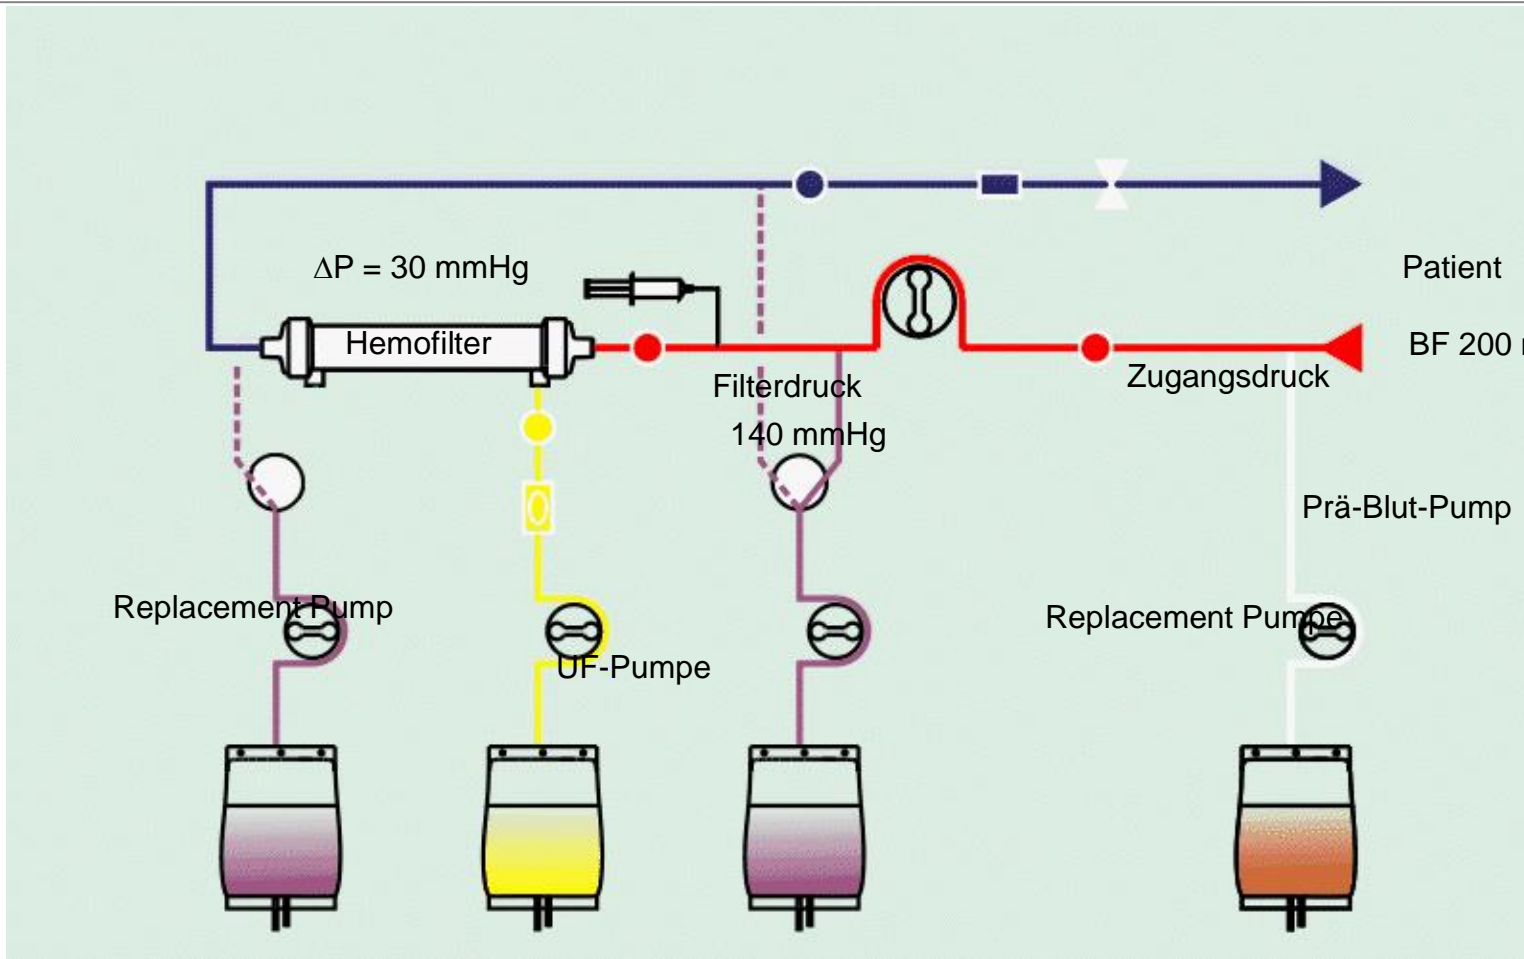 ΔP = 30 mmHg
Patient
Hemofilter
BF 200
Zugangsdruck
Filterdruck
140 mmHg
Prä-Blut-Pump
Replacement Pump
Replacement Pumpe
UF-Pumpe